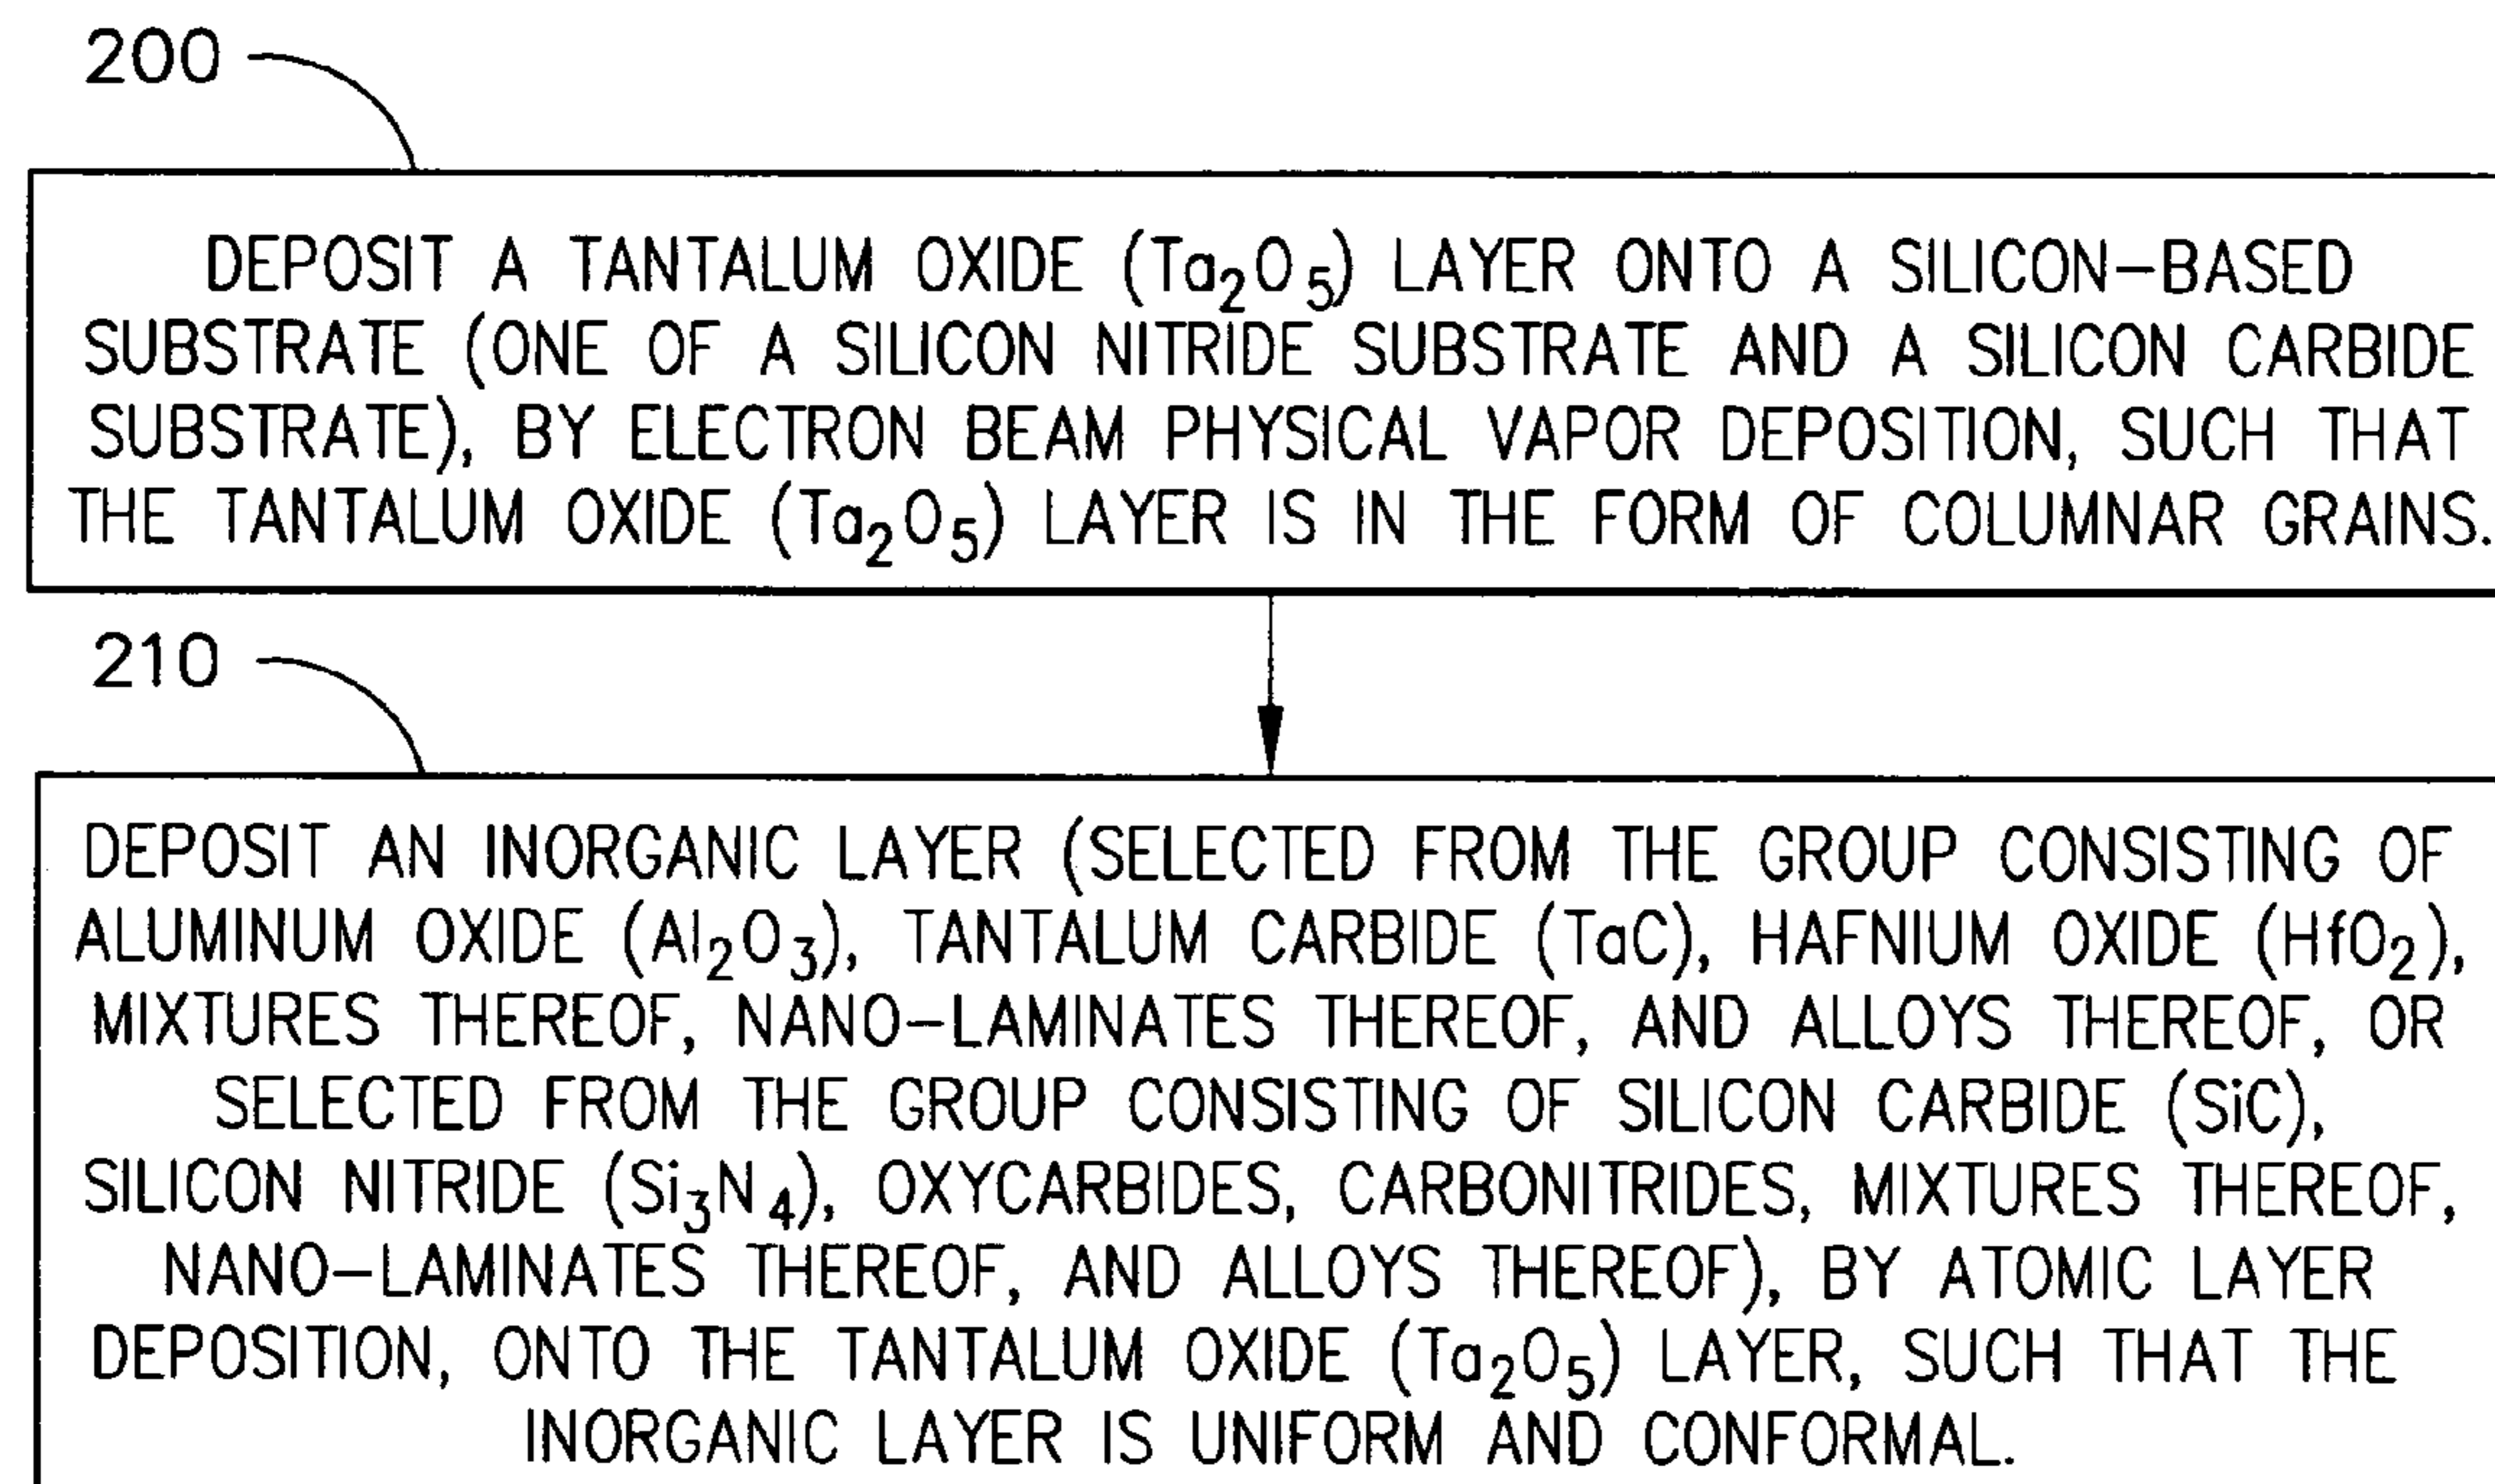 200
DEPOSIT A TANTALUM OXIDE (Ta₂O₅) LAYER ONTO A SILICON–BASED
SUBSTRATE (ONE OF A SILICON NITRIDE SUBSTRATE AND A SILICON CARBIDE
SUBSTRATE), BY ELECTRON BEAM PHYSICAL VAPOR DEPOSITION, SUCH THAT
THE TANTALUM OXIDE (Ta₂O₅) LAYER IS IN THE FORM OF COLUMNAR GRAINS.
210
DEPOSIT AN INORGANIC LAYER (SELECTED FROM THE GROUP CONSISTING OF
ALUMINUM OXIDE (Al₂O₃), TANTALUM CARBIDE (TaC), HAFNIUM OXIDE (HfO₂),
MIXTURES THEREOF, NANO–LAMINATES THEREOF, AND ALLOYS THEREOF, OR
SELECTED FROM THE GROUP CONSISTING OF SILICON CARBIDE (SiC),
SILICON NITRIDE (Si₃N₄), OXYCARBIDES, CARBONITRIDES, MIXTURES THEREOF,
NANO–LAMINATES THEREOF, AND ALLOYS THEREOF), BY ATOMIC LAYER
DEPOSITION, ONTO THE TANTALUM OXIDE (Ta₂O₅) LAYER, SUCH THAT THE
INORGANIC LAYER IS UNIFORM AND CONFORMAL.